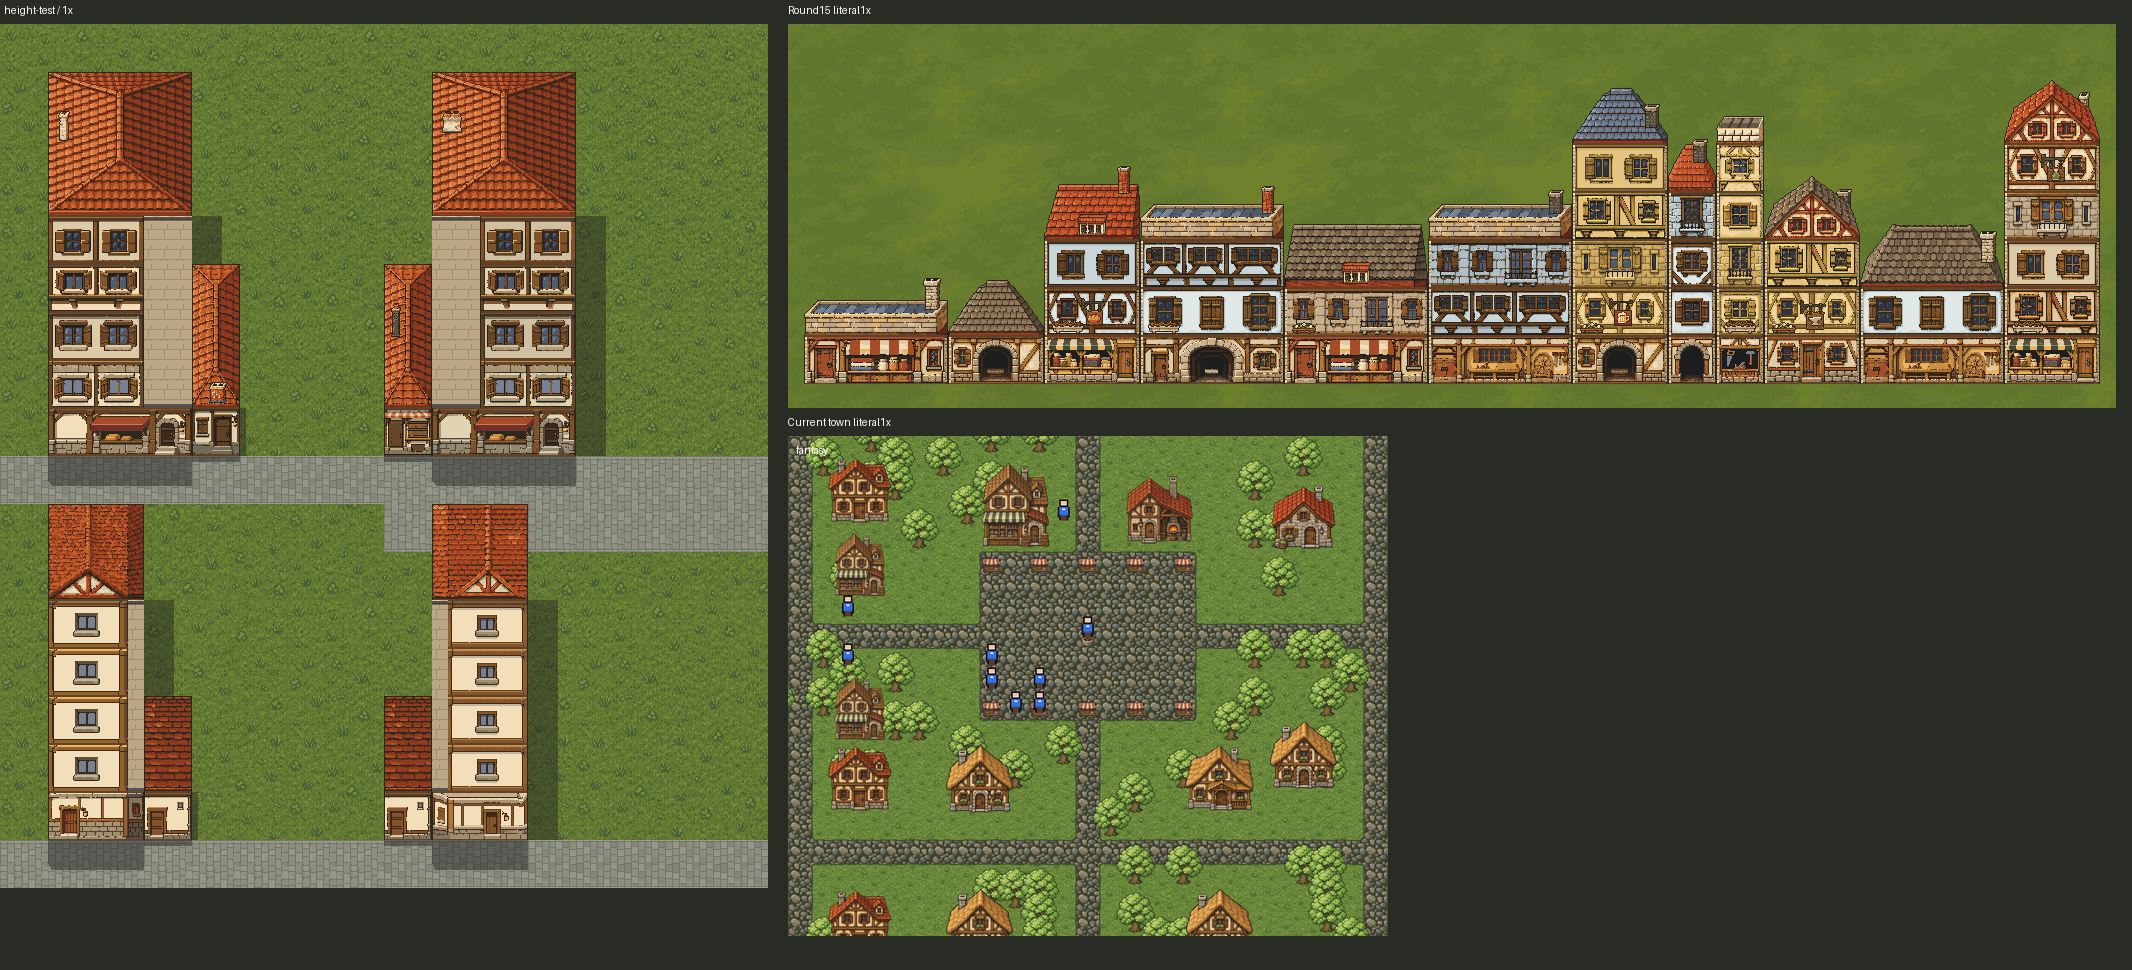 height-test / 1x
Round15 literal1x
Current town literal1x
fantasy